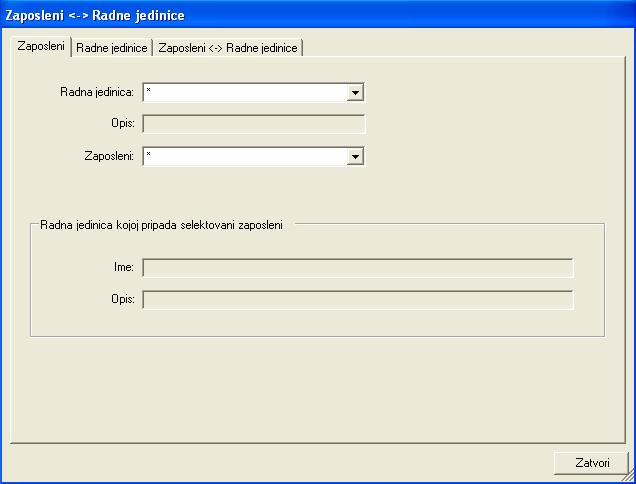 Zaposleni <-> Radne jedinice
Zaposleni Radne jedinice Zaposleni <-> Radne jedinice
Radna jedinica: *
Opis:
Zaposleni: *
Radna jedinica kojoj pripada selektovani zaposleni
Ime:
Opis:
Zatvori